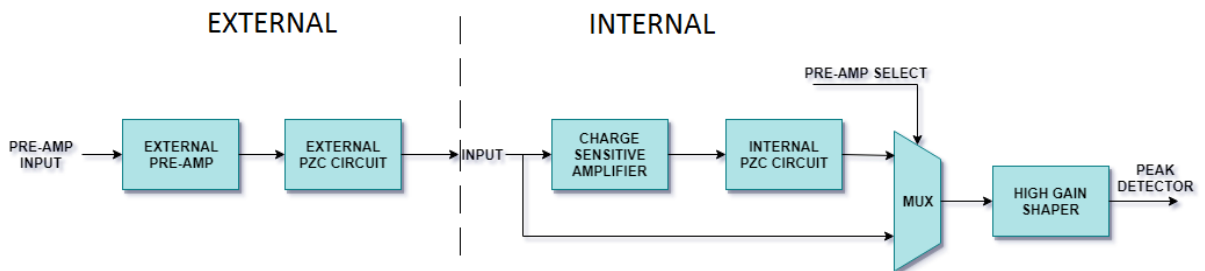 EXTERNAL
INTERNAL
PRE-AMP SELECT
PRE-AMP
INPUT
EXTERNAL
PRE-AMP
EXTERNAL
PZC CIRCUIT
INPUT
CHARGE
SENSITIVE
AMPLIFIER
INTERNAL
PZC CIRCUIT
MUX
HIGH GAIN
SHAPER
PEAK
DETECTOR